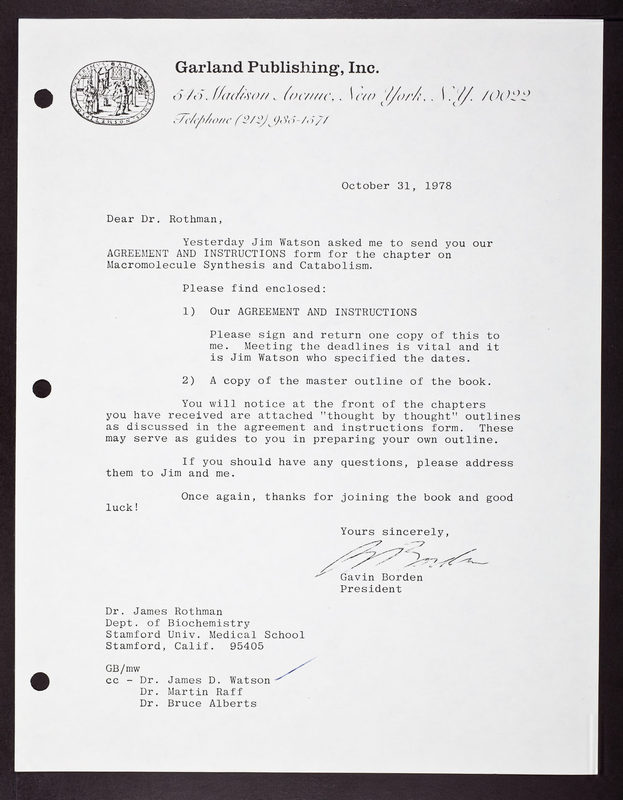 Garland Publishing, Inc.
545 Madison Avenue, New York, N.Y. 10022
Telephone (212)
October 31, 1978
Dear Dr. Rothman,
Yesterday Jim Watson asked me to send you our
AGREEMENT AND INSTRUCTIONS form for the chapter on
Macromolecule Synthesis and Catabolism.
Please find enclosed:
1) Our AGREEMENT AND INSTRUCTIONS
Please sign and return one copy of this to
me. Meeting the deadlines is vital and it
is Jim Watson who specified the dates.
2) A copy of the master outline of the book.
You will notice at the front of the chapters
you have received are attached "thought by thought" outlines
as discussed in the agreement and instructions form. These
may serve as guides to you in preparing your own outline.
If you should have any questions, please address
them to Jim and me.
Once again, thanks for joining the book and good
luck!
Yours sincerely,
G Borden
Gavin Borden
President
Dr. James Rothman
Dept. of Biochemistry
Stamford Univ. Medical School
Stamford, Calif. 95405
GB/mw
cc - Dr. James D. Watson
Dr. Martin Raff
Dr. Bruce Alberts